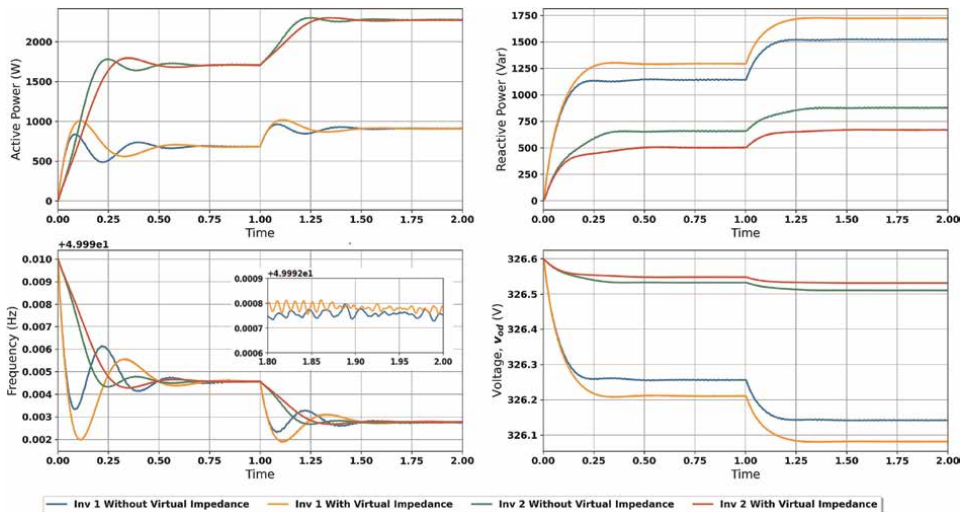 Active Power (W)
2000
1500
1000
500
0
0.00 0.25 0.50 0.75 1.00 1.25 1.50 1.75 2.00
Time
Reactive Power (Var)
1750
1500
1250
1000
750
500
250
0
0.00 0.25 0.50 0.75 1.00 1.25 1.50 1.75 2.00
Time
+4.999e1
Frequency (Hz)
0.010
0.009
0.008
0.007
0.006
0.005
0.004
0.003
0.002
0.00 0.25 0.50 0.75 1.00 1.25 1.50 1.75 2.00
Time
+4.9992e1
0.0009
0.0008
0.0007
0.0006
1.80 1.85 1.90 1.95 2.00
Voltage, vod (V)
326.6
326.5
326.4
326.3
326.2
326.1
0.00 0.25 0.50 0.75 1.00 1.25 1.50 1.75 2.00
Time
Inv 1 Without Virtual Impedance Inv 1 With Virtual Impedance Inv 2 Without Virtual Impedance Inv 2 With Virtual Impedance